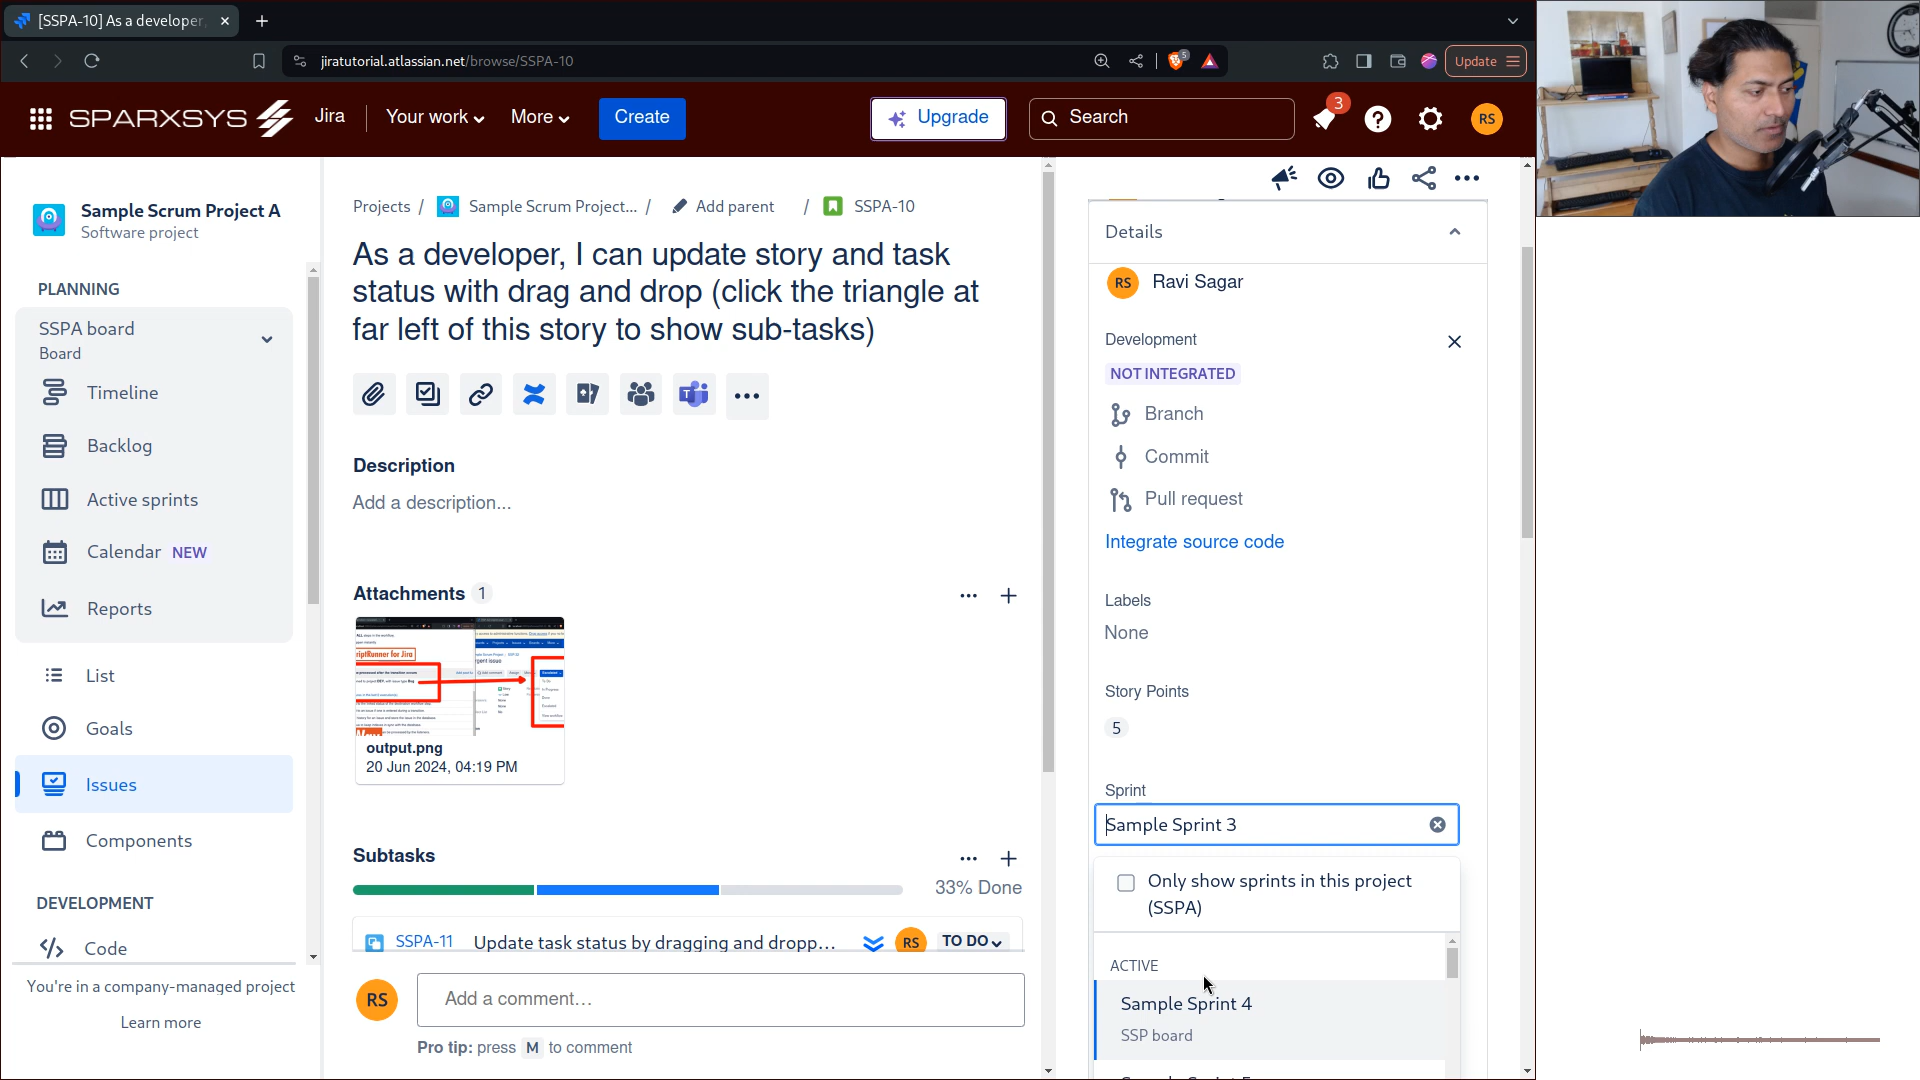 [SSPA-10] As a developer,
jiratutorial.atlassian.net/browse/SSPA-10
5
Update
SPARXSYS
Jira
Your work
More
Create
Upgrade
Search
3
RS
Sample Scrum Project A
Software project
PLANNING
SSPA board
Board
Timeline
Backlog
Active sprints
Calendar NEW
Reports
List
Goals
Issues
Components
DEVELOPMENT
Code
You're in a company-managed project
Learn more
Projects / Sample Scrum Project... / Add parent / SSPA-10
As a developer, I can update story and task
status with drag and drop (click the triangle at
far left of this story to show sub-tasks)
Description
Add a description...
Attachments 1
output.png
20 Jun 2024, 04:19 PM
Subtasks
33% Done
SSPA-11 Update task status by dragging and dropp... RS TO DO
RS
Add a comment...
Pro tip: press M to comment
Details
RS Ravi Sagar
Development
NOT INTEGRATED
Branch
Commit
Pull request
Integrate source code
Labels
None
Story Points
5
Sprint
Sample Sprint 3
Only show sprints in this project
(SSPA)
ACTIVE
Sample Sprint 4
SSP board